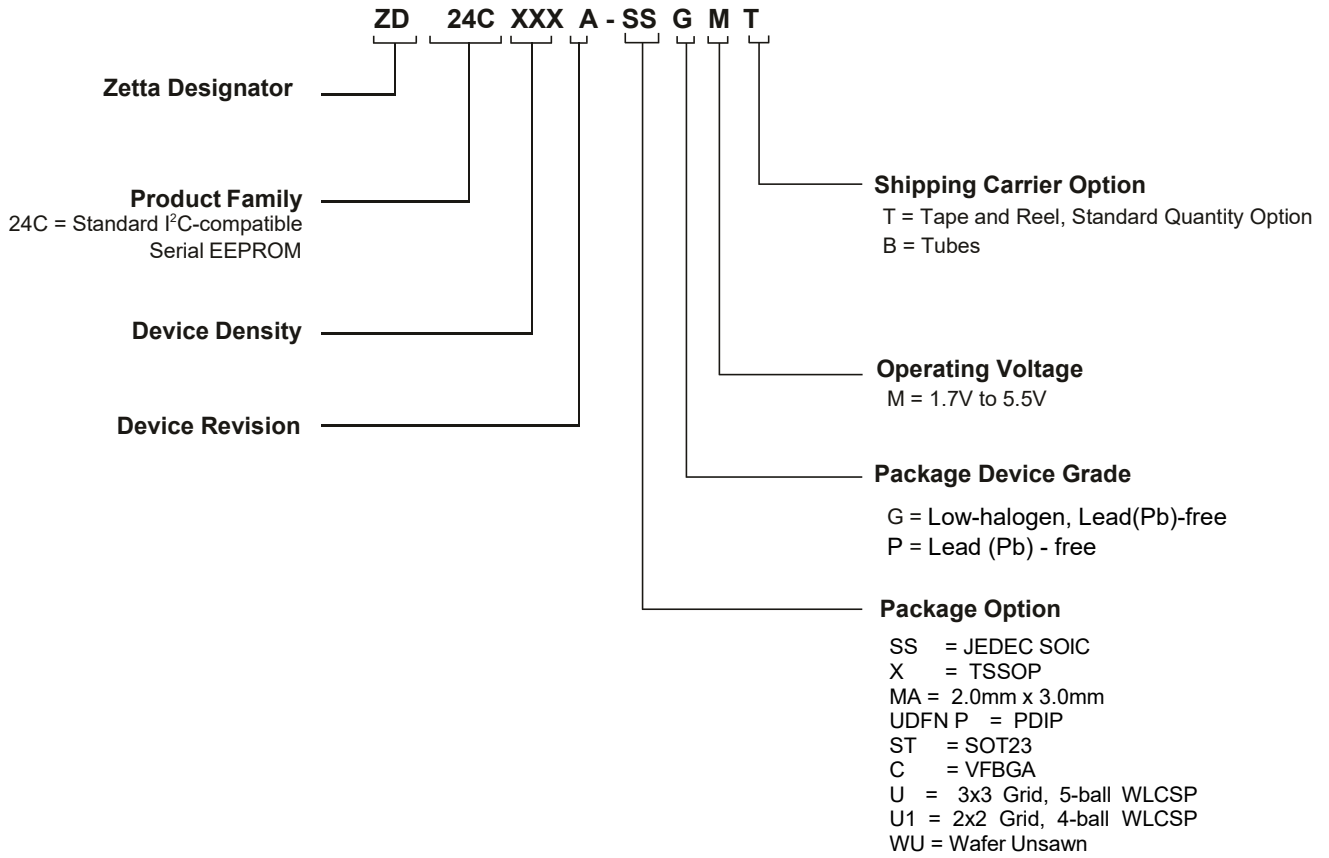 ZD 24C XXX A - SS G M T
Zetta Designator
Product Family
24C = Standard I²C-compatible
Serial EEPROM
Device Density
Device Revision
Shipping Carrier Option
T = Tape and Reel, Standard Quantity Option
B = Tubes
Operating Voltage
M = 1.7V to 5.5V
Package Device Grade
G = Low-halogen, Lead(Pb)-free
P = Lead (Pb) - free
Package Option
SS = JEDEC SOIC
X = TSSOP
MA = 2.0mm x 3.0mm
UDFN P = PDIP
ST = SOT23
C = VFBGA
U = 3x3 Grid, 5-ball WLCSP
U1 = 2x2 Grid, 4-ball WLCSP
WU = Wafer Unsawn